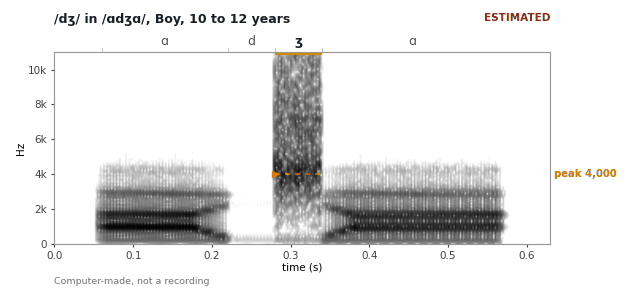 /dʒ/ in /ɑdʒɑ/, Boy, 10 to 12 years
ESTIMATED
ɑ d ʒ ɑ
10k
8k
6k
4k
2k
0
Hz
peak 4,000
0.0 0.1 0.2 0.3 0.4 0.5 0.6
time (s)
Computer-made, not a recording